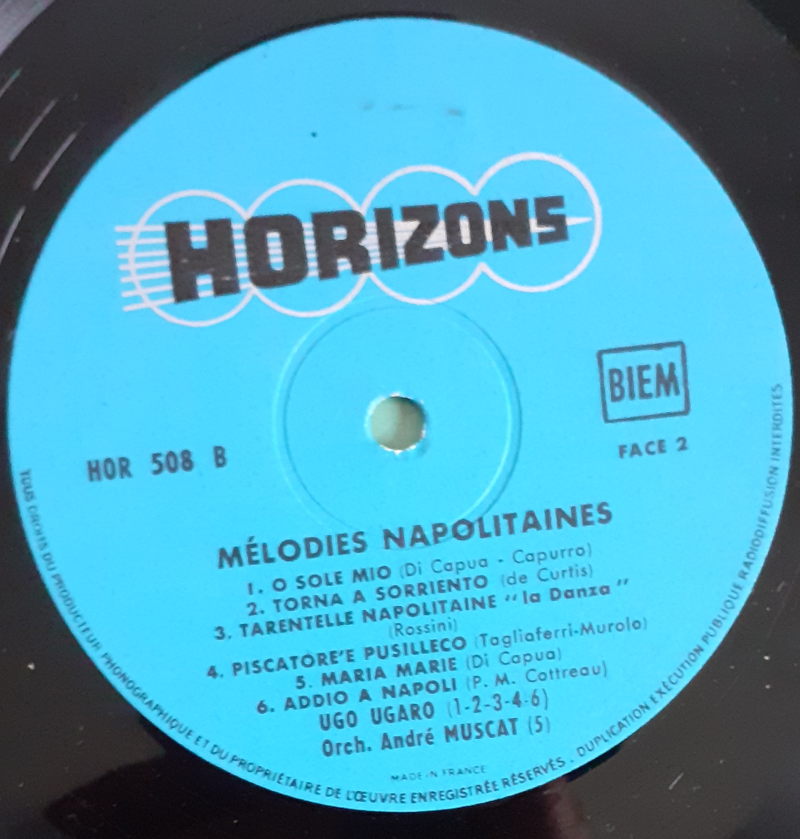 HORIZONS
BIEM
HOR 508 B
FACE 2
MÉLODIES NAPOLITAINES
1. O SOLE MIO (Di Capua - Capurro)
2. TORNA A SORRIENTO (de Curtis)
3. TARENTELLE NAPOLITAINE "la Danza"
(Rossini)
4. PISCATORE'E PUSILLECO (Tagliaferri-Murolo)
5. MARIA MARIE (Di Capua)
6. ADDIO A NAPOLI (P. M. Cottreau)
UGO UGARO (1-2-3-4-6)
Orch. André MUSCAT (5)
MADE IN FRANCE
TOUS DROITS DU PRODUCTEUR PHONOGRAPHIQUE ET DU PROPRIÉTAIRE DE L'ŒUVRE ENREGISTRÉE RÉSERVÉS. DUPLICATION EXÉCUTION PUBLIQUE RADIODIFFUSION INTERDITES